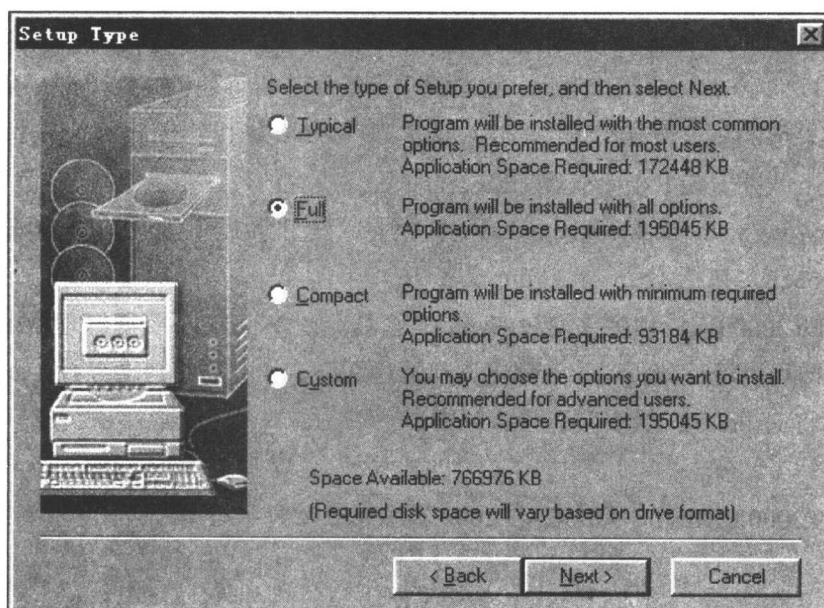 Setup Type
Select the type of Setup you prefer, and then select Next.
Typical
Program will be installed with the most common
options. Recommended for most users.
Application Space Required: 172448 KB
Full
Program will be installed with all options.
Application Space Required: 195045 KB
Compact
Program will be installed with minimum required
options.
Application Space Required: 93184 KB
Custom
You may choose the options you want to install.
Recommended for advanced users.
Application Space Required: 195045 KB
Space Available: 766976 KB
(Required disk space will vary based on drive format)
< Back
Next >
Cancel